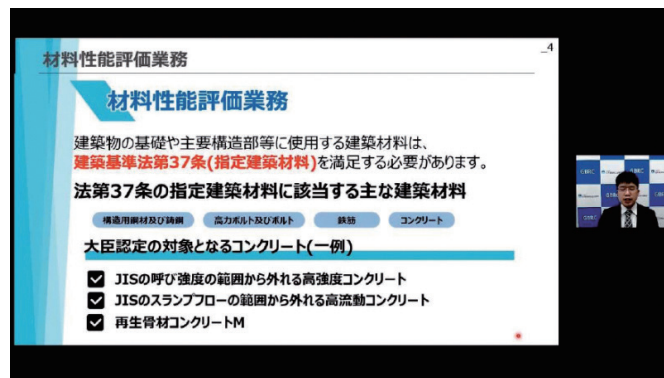 _4
材料性能評価業務
材料性能評価業務
建築物の基礎や主要構造部等に使用する建築材料は、
建築基準法第37条(指定建築材料)を満足する必要があります。
法第37条の指定建築材料に該当する主な建築材料
構造用鋼材及び鋳鋼 高力ボルト及びボルト 鉄筋 コンクリート
大臣認定の対象となるコンクリート(一例)
JISの呼び強度の範囲から外れる高強度コンクリート
JISのスランプフローの範囲から外れる高流動コンクリート
再生骨材コンクリートM
GBRC